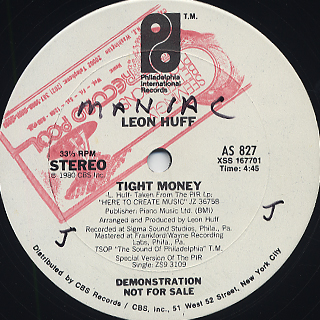 T.M.
PIR
Philadelphia
International
Records
MANIAC
LEON HUFF
33⅓ RPM
STEREO
℗ 1980 CBS Inc.
AS 827
XSS 167701
Time: 4:45
TIGHT MONEY
-L. Huff- Taken From The PIR Lp:
"HERE TO CREATE MUSIC" JZ 36758
Publisher: Piano Music Ltd. (BMI)
Arranged and Produced by Leon Huff
Recorded at Sigma Sound Studios, Phila., Pa.
Mastered at Frankford/Wayne Recording
Labs, Phila., Pa.
TSOP "The Sound Of Philadelphia" T.M.
Special Version Of The PIR
Single: ZS9 3109
J
J
DEMONSTRATION
NOT FOR SALE
Distributed by CBS Records / CBS, Inc., 51 West 52 Street, New York City